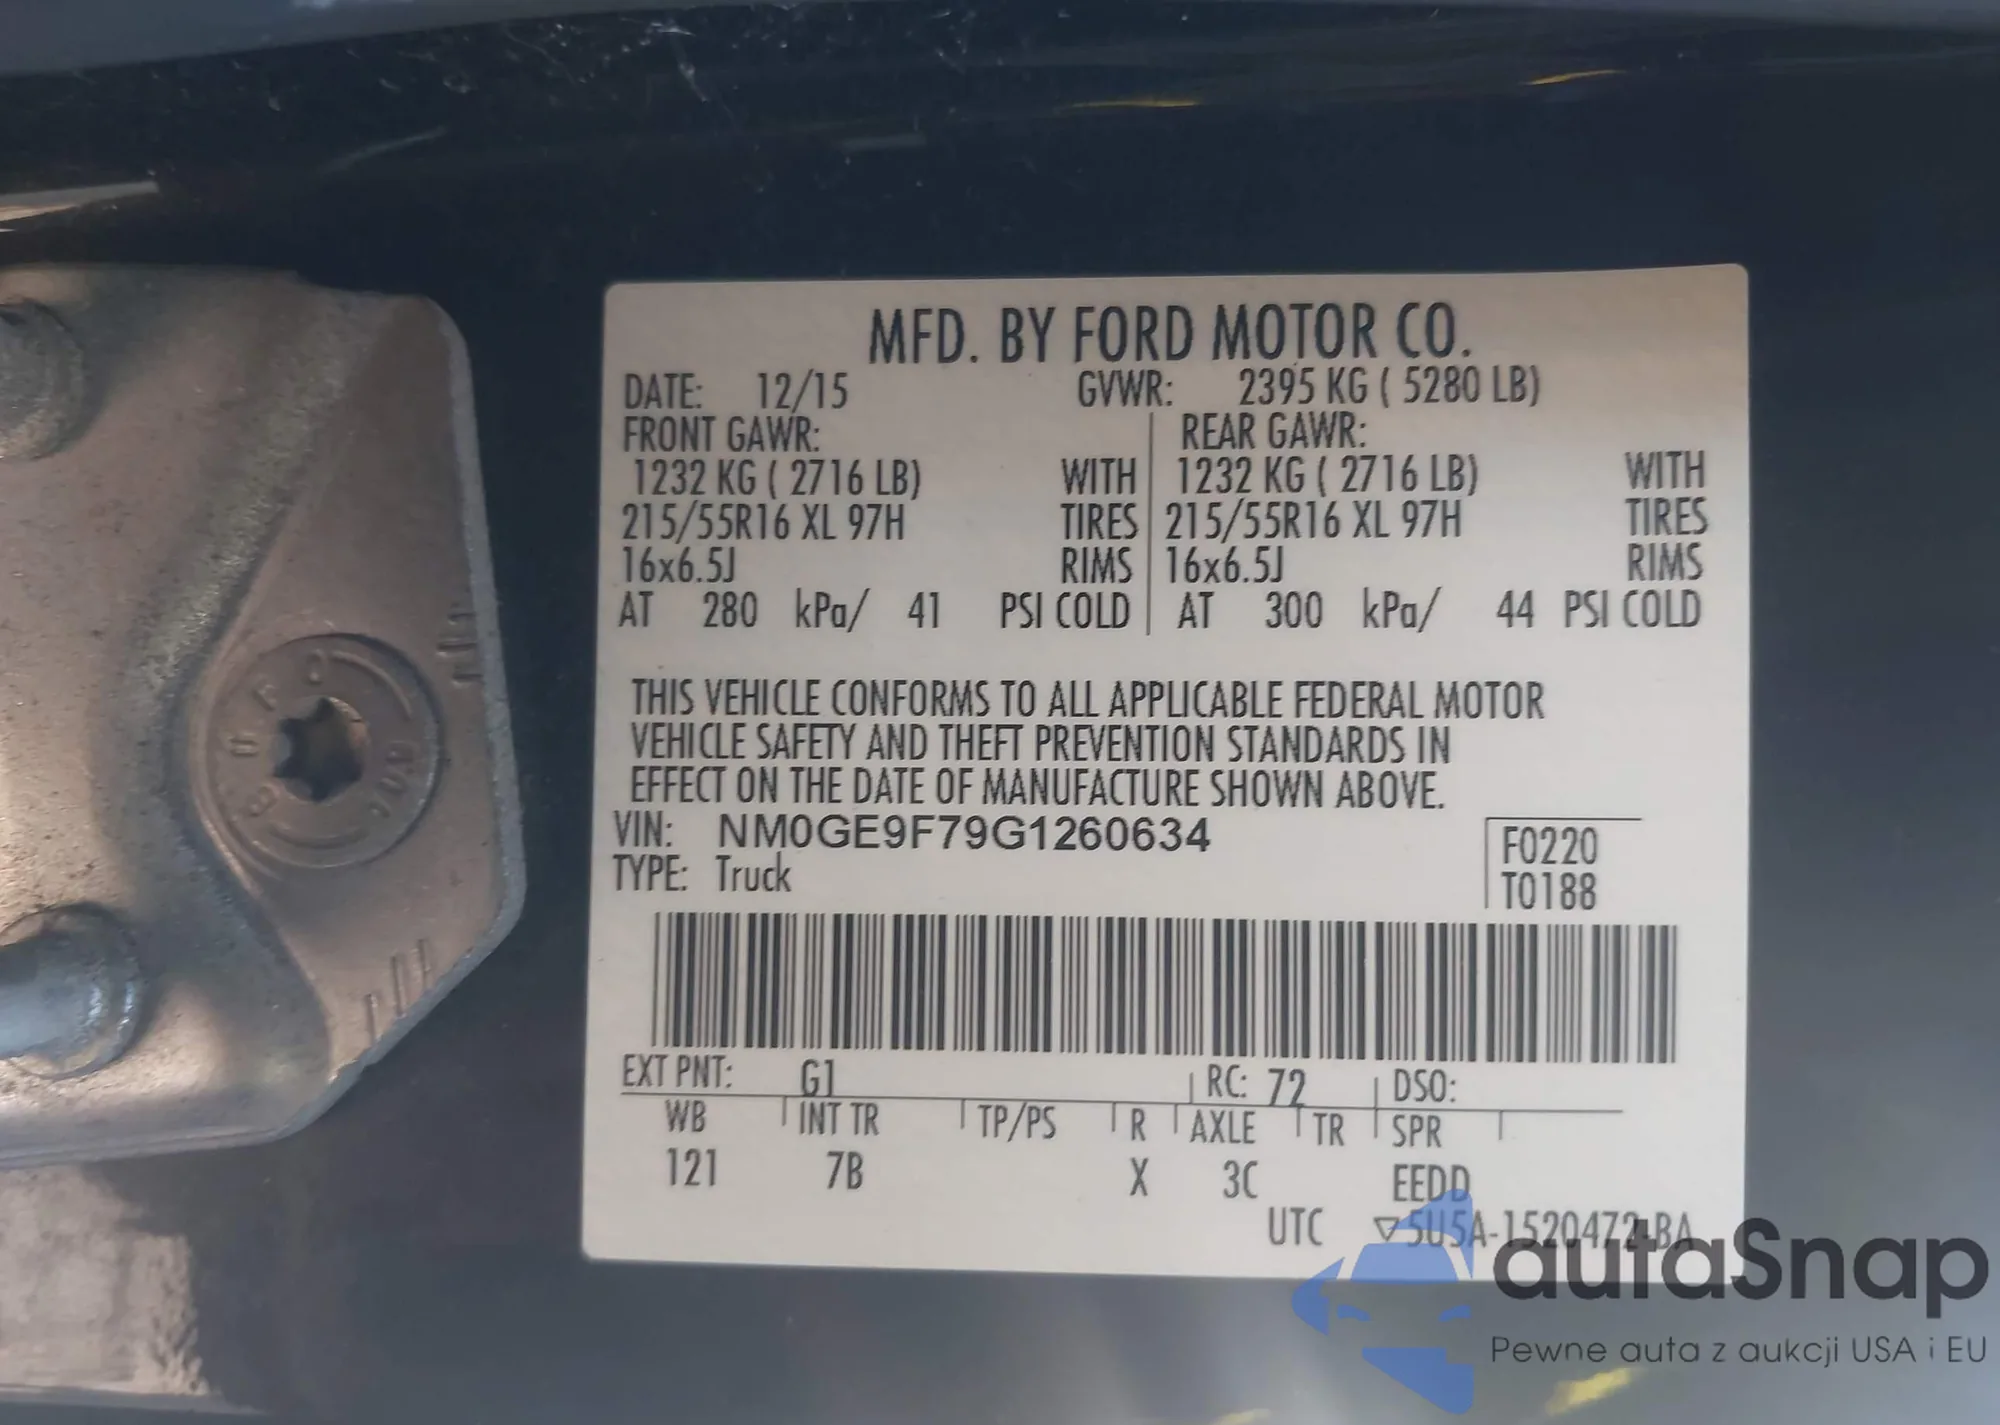 MFD. BY FORD MOTOR CO.
DATE: 12/15 GVWR: 2395 KG ( 5280 LB)
FRONT GAWR: REAR GAWR:
1232 KG ( 2716 LB) WITH 1232 KG ( 2716 LB) WITH
215/55R16 XL 97H TIRES 215/55R16 XL 97H TIRES
16x6.5J RIMS 16x6.5J RIMS
AT 280 kPa/ 41 PSI COLD AT 300 kPa/ 44 PSI COLD
THIS VEHICLE CONFORMS TO ALL APPLICABLE FEDERAL MOTOR
VEHICLE SAFETY AND THEFT PREVENTION STANDARDS IN
EFFECT ON THE DATE OF MANUFACTURE SHOWN ABOVE.
VIN: NM0GE9F79G1260634
F0220
TYPE: Truck
T0188
EXT PNT: G1 RC: 72 DSO:
WB INT TR TP/PS R AXLE TR SPR
121 7B X 3C EEDD
UTC 5U5A-1520472-BA
autaSnap
Pewne auta z aukcji USA i EU